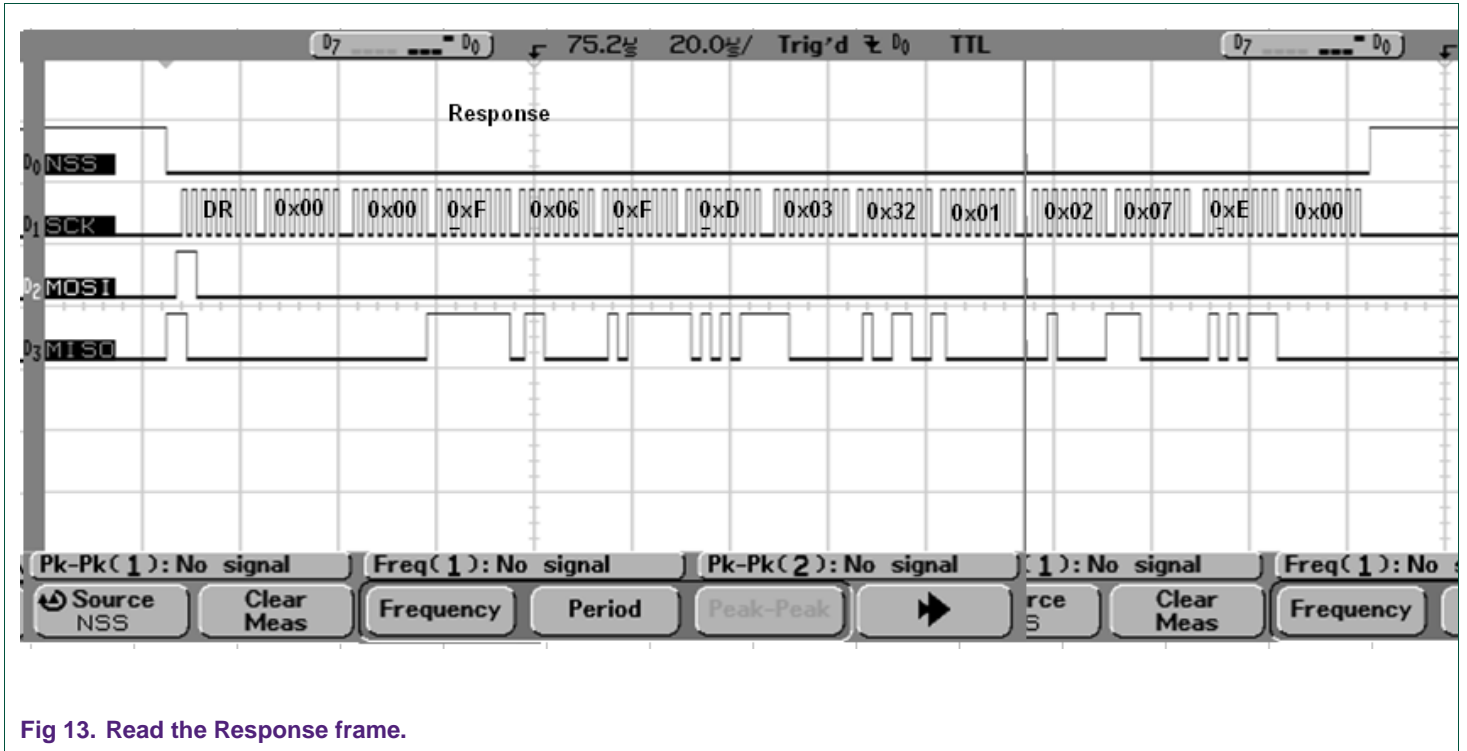 D7 D0 75.2µs 20.0µs/ Trig'd D0 TTL D7 D0
Response
D0 NSS
D1 SCK DR 0x00 0x00 0xF 0x06 0xF 0xD 0x03 0x32 0x01 0x02 0x07 0xE 0x00
D2 MOSI
D3 MISO
Pk-Pk(1): No signal Freq(1): No signal Pk-Pk(2): No signal (1): No signal Freq(1): No
Source Clear Frequency Period Peak-Peak rce Clear Frequency
NSS Meas S Meas
Fig 13. Read the Response frame.